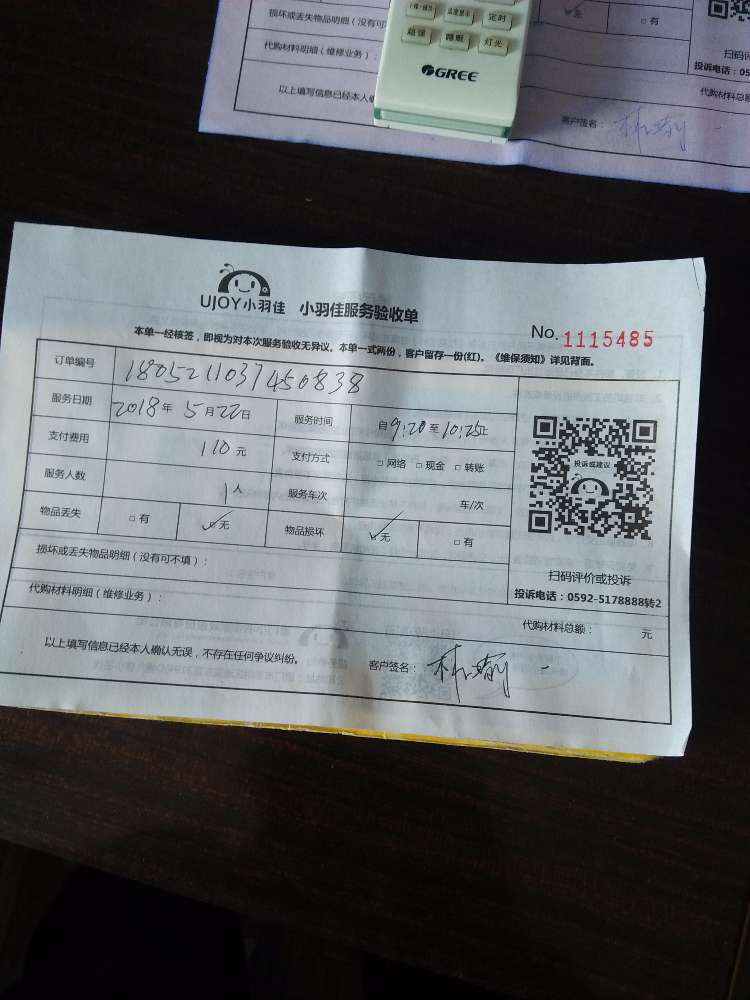 损坏或丢失物品明细（没有可
无
□有
定时
超强
睡眠
灯光
GREE
代购材料明细（维修业务）：
扫码评
投诉电话：05
代购材料总额
以上填写信息已经本人确
客户签名：
UJOY小羽佳 小羽佳服务验收单
No. 1115485
本单一经核签，即视为对本次服务验收无异议。本单一式两份，客户留存一份(红)。《维保须知》详见背面。
订单编号 1805211037450838
服务日期 2018年5月22日 服务时间 自9:20至10:25止
支付费用 110元 支付方式 □网络 □现金 □转账
服务人数 1人 服务车次 车/次
物品丢失 □有 ☑无 物品损坏 ☑无 □有
投诉或建议
损坏或丢失物品明细（没有可不填）：
扫码评价或投诉
代购材料明细（维修业务）：
投诉电话：0592-5178888转2
代购材料总额： 元
以上填写信息已经本人确认无误，不存在任何争议纠纷。 客户签名：